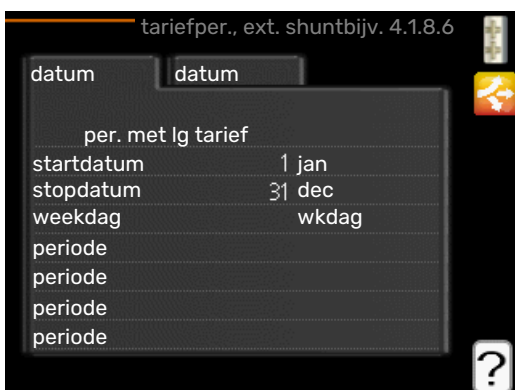 tariefper., ext. shuntbijv. 4.1.8.6
datum datum
per. met lg tarief
startdatum 1 jan
stopdatum 31 dec
weekdag wkdag
periode
periode
periode
periode
?